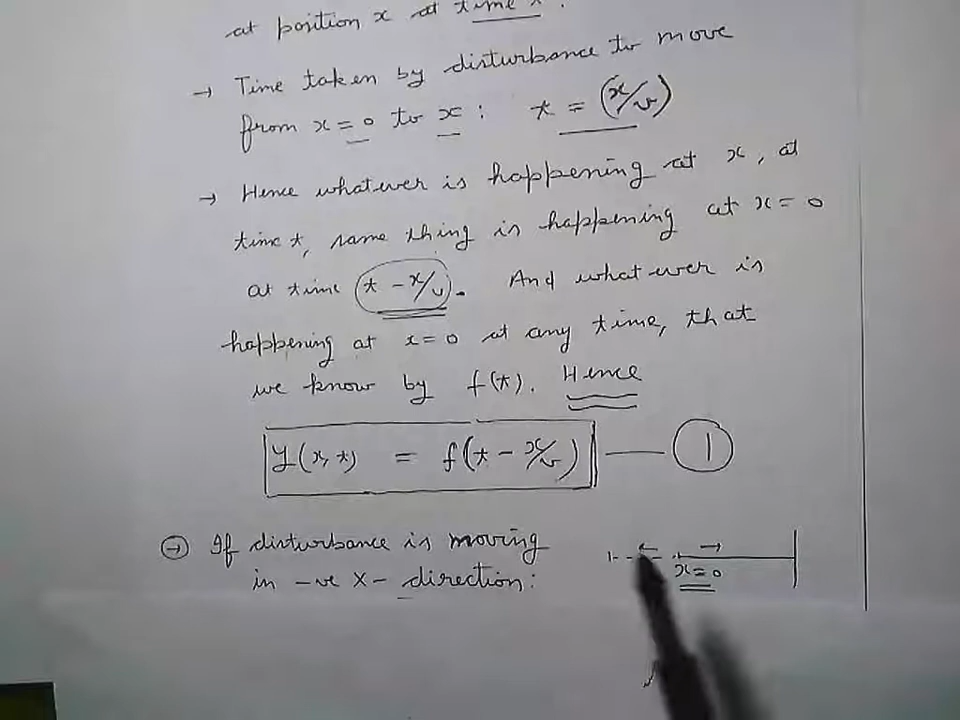 at position x at time t.
→ Time taken by disturbance to move
from x=0 to x : t = (x/v)
→ Hence whatever is happening at x, at
time t, same thing is happening at x=0
at time (t - x/v). And whatever is
happening at x=0 at any time, that
we know by f(t). Hence
y(x,t) = f(t - x/v) — 1
→ If disturbance is moving
in -ve X- direction:
x=0